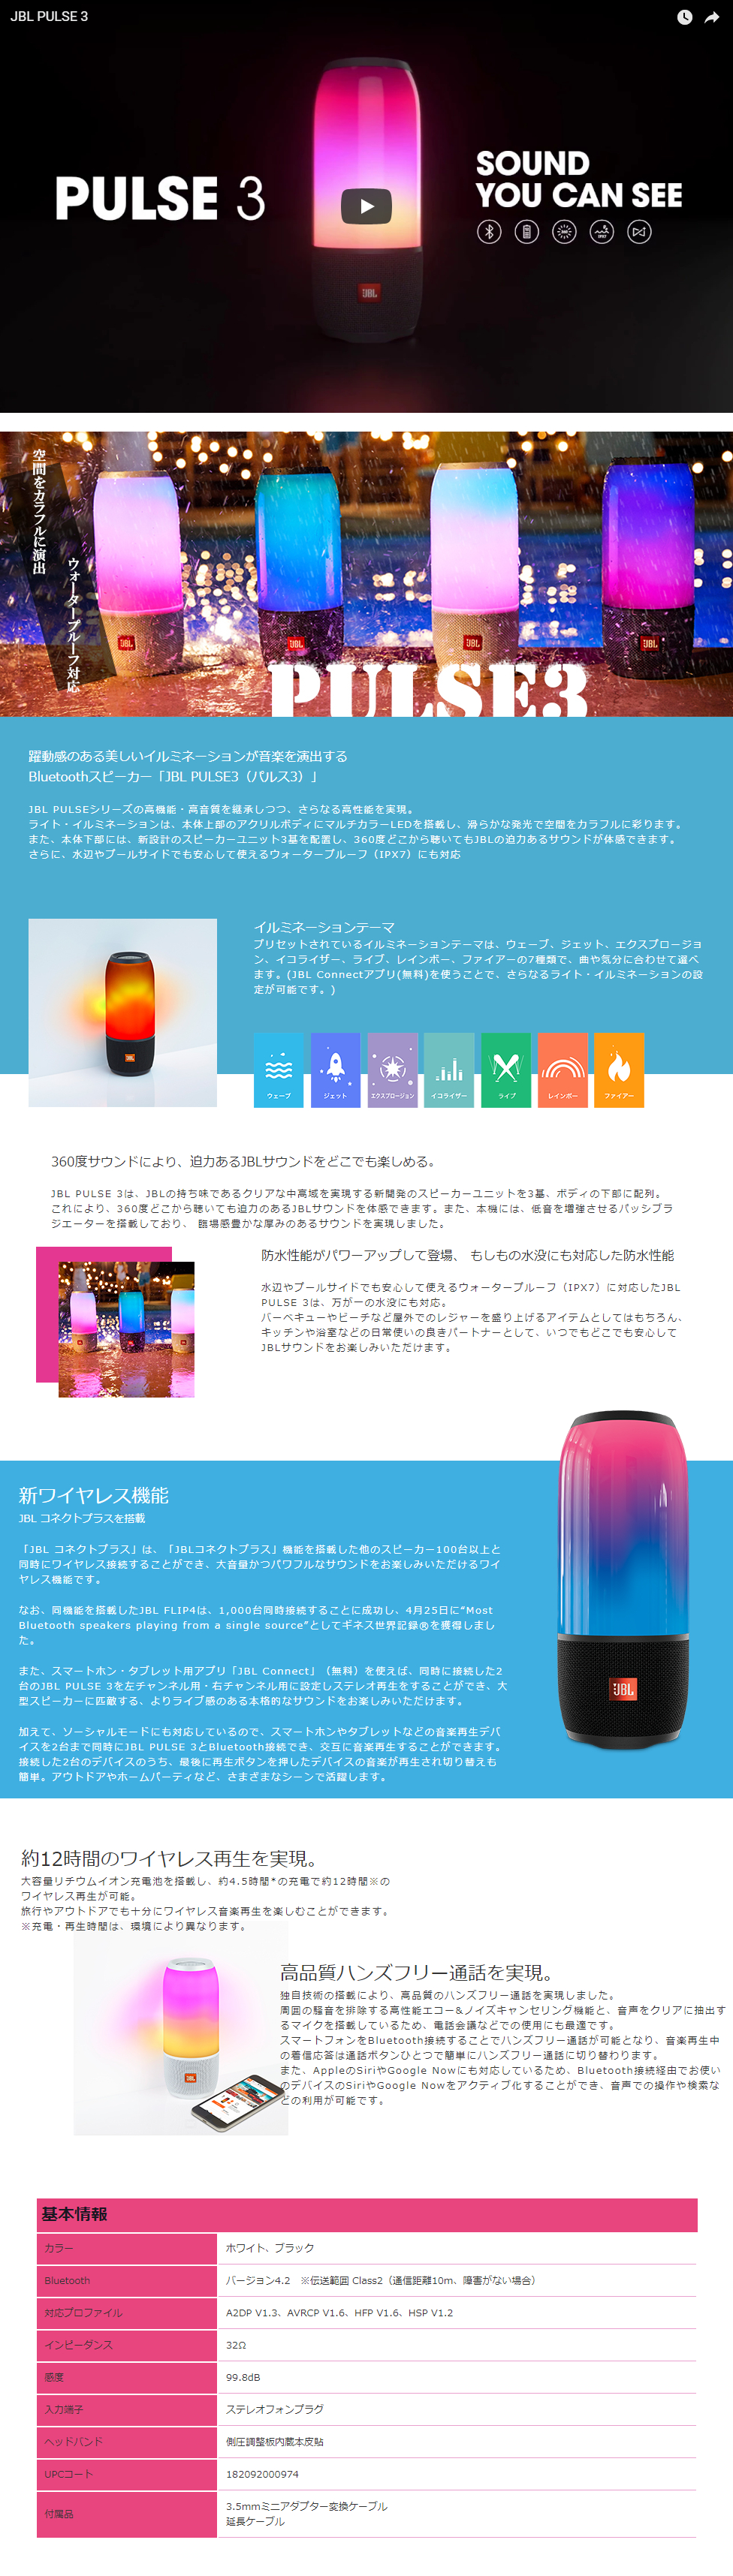 JBL PULSE 3
PULSE 3
SOUND
YOU CAN SEE
JBL
空間をカラフルに演出
ウォータープルーフ対応
JBL
JBL
JBL
JBL
PULSE3
躍動感のある美しいイルミネーションが音楽を演出する
Bluetoothスピーカー「JBL PULSE3（パルス3）」
JBL PULSEシリーズの高機能・高音質を継承しつつ、さらなる高性能を実現。
ライト・イルミネーションは、本体上部のアクリルボディにマルチカラーLEDを搭載し、滑らかな発光で空間をカラフルに彩ります。
また、本体下部には、新設計のスピーカーユニット3基を配置し、360度どこから聴いてもJBLの迫力あるサウンドが体感できます。
さらに、水辺やプールサイドでも安心して使えるウォータープルーフ（IPX7）にも対応
イルミネーションテーマ
プリセットされているイルミネーションテーマは、ウェーブ、ジェット、エクスプロージョ
ン、イコライザー、ライブ、レインボー、ファイアーの7種類で、曲や気分に合わせて選べ
ます。(JBL Connectアプリ(無料)を使うことで、さらなるライト・イルミネーションの設
定が可能です。)
JBL
ウェーブ
ジェット
エクスプロージョン
イコライザー
ライブ
レインボー
ファイアー
360度サウンドにより、迫力あるJBLサウンドをどこでも楽しめる。
JBL PULSE 3は、JBLの持ち味であるクリアな中高域を実現する新開発のスピーカーユニットを3基、ボディの下部に配列。
これにより、360度どこから聴いても迫力のあるJBLサウンドを体感できます。また、本機には、低音を増強させるパッシブラ
ジエーターを搭載しており、 臨場感豊かな厚みのあるサウンドを実現しました。
防水性能がパワーアップして登場、 もしもの水没にも対応した防水性能
水辺やプールサイドでも安心して使えるウォータープルーフ（IPX7）に対応したJBL
PULSE 3は、万が一の水没にも対応。
バーベキューやビーチなど屋外でのレジャーを盛り上げるアイテムとしてはもちろん、
キッチンや浴室などの日常使いの良きパートナーとして、いつでもどこでも安心して
JBLサウンドをお楽しみいただけます。
新ワイヤレス機能
JBL コネクトプラスを搭載
「JBL コネクトプラス」は、「JBLコネクトプラス」機能を搭載した他のスピーカー100台以上と
同時にワイヤレス接続することができ、大音量かつパワフルなサウンドをお楽しみいただけるワイ
ヤレス機能です。
なお、同機能を搭載したJBL FLIP4は、1,000台同時接続することに成功し、4月25日に"Most
Bluetooth speakers playing from a single source"としてギネス世界記録®を獲得しまし
た。
また、スマートホン・タブレット用アプリ「JBL Connect」（無料）を使えば、同時に接続した2
台のJBL PULSE 3を左チャンネル用・右チャンネル用に設定しステレオ再生をすることができ、大
型スピーカーに匹敵する、よりライブ感のある本格的なサウンドをお楽しみいただけます。
加えて、ソーシャルモードにも対応しているので、スマートホンやタブレットなどの音楽再生デバ
イスを2台まで同時にJBL PULSE 3とBluetooth接続でき、交互に音楽再生することができます。
接続した2台のデバイスのうち、最後に再生ボタンを押したデバイスの音楽が再生され切り替えも
簡単。アウトドアやホームパーティなど、さまざまなシーンで活躍します。
JBL
約12時間のワイヤレス再生を実現。
大容量リチウムイオン充電池を搭載し、約4.5時間*の充電で約12時間※の
ワイヤレス再生が可能。
旅行やアウトドアでも十分にワイヤレス音楽再生を楽しむことができます。
※充電・再生時間は、環境により異なります。
JBL
高品質ハンズフリー通話を実現。
独自技術の搭載により、高品質のハンズフリー通話を実現しました。
周囲の騒音を排除する高性能エコー&ノイズキャンセリング機能と、音声をクリアに抽出す
るマイクを搭載しているため、電話会議などでの使用にも最適です。
スマートフォンをBluetooth接続することでハンズフリー通話が可能となり、音楽再生中
の着信応答は通話ボタンひとつで簡単にハンズフリー通話に切り替わります。
また、AppleのSiriやGoogle Nowにも対応しているため、Bluetooth接続経由でお使い
のデバイスのSiriやGoogle Nowをアクティブ化することができ、音声での操作や検索な
どの利用が可能です。
基本情報
カラー ホワイト、ブラック
Bluetooth バージョン4.2　※伝送範囲 Class2（通信距離10m、障害がない場合）
対応プロファイル A2DP V1.3、AVRCP V1.6、HFP V1.6、HSP V1.2
インピーダンス 32Ω
感度 99.8dB
入力端子 ステレオフォンプラグ
ヘッドバンド 側圧調整板内蔵本皮貼
UPCコート 182092000974
付属品 3.5mmミニアダプター変換ケーブル
延長ケーブル